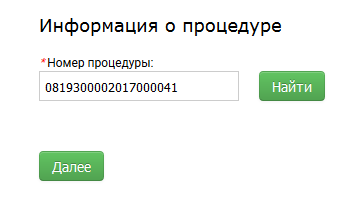 Информация о процедуре
*Номер процедуры:
0819300002017000041 Найти
Далее